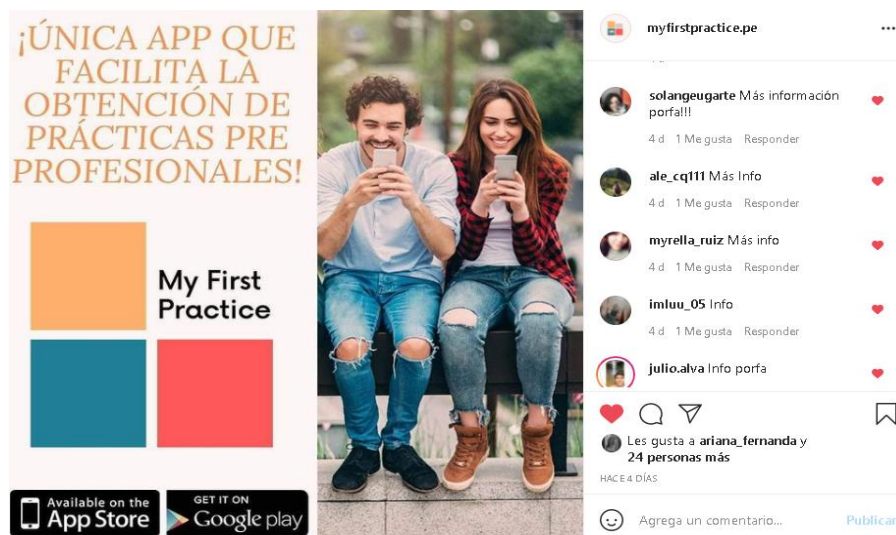 ¡ÚNICA APP QUE
FACILITA LA
OBTENCIÓN DE
PRÁCTICAS PRE
PROFESIONALES!
My First
Practice
Available on the
App Store
GET IT ON
Google play
myfirstpractice.pe
solangeugarte Más información
porfa!!!
4 d 1 Me gusta Responder
ale_cq111 Más Info
4 d 1 Me gusta Responder
myrella_ruiz Más info
4 d 1 Me gusta Responder
imluu_05 Info
4 d 1 Me gusta Responder
julio.alva Info porfa
Les gusta a ariana_fernanda y
24 personas más
HACE 4 DÍAS
Agrega un comentario... Publicar